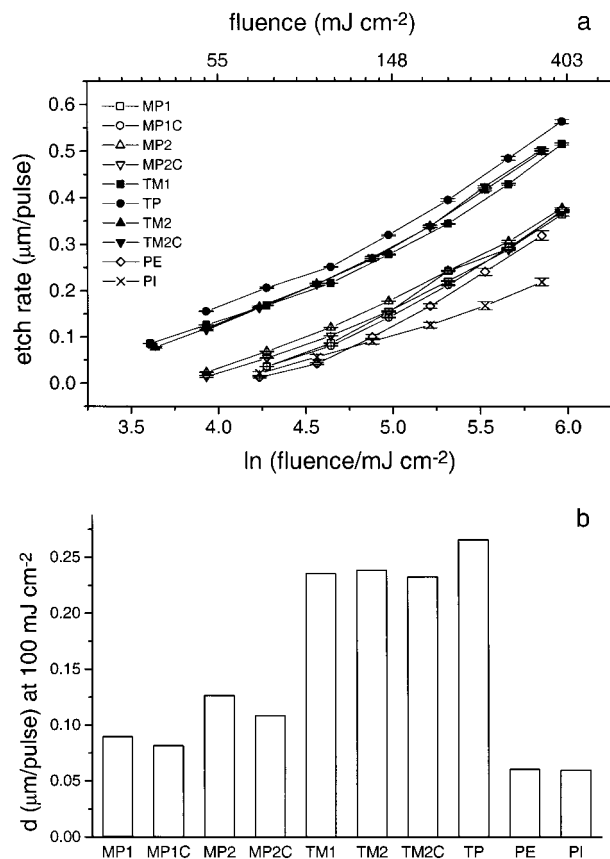 fluence (mJ cm-2)
a
55 148 403
0.6
0.5
0.4
0.3
0.2
0.1
0.0
etch rate (μm/pulse)
MP1
MP1C
MP2
MP2C
TM1
TP
TM2
TM2C
PE
PI
3.5 4.0 4.5 5.0 5.5 6.0
ln (fluence/mJ cm-2)
b
0.25
0.20
0.15
0.10
0.05
0.00
d (μm/pulse) at 100 mJ cm-2
MP1 MP1C MP2 MP2C TM1 TM2 TM2C TP PE PI